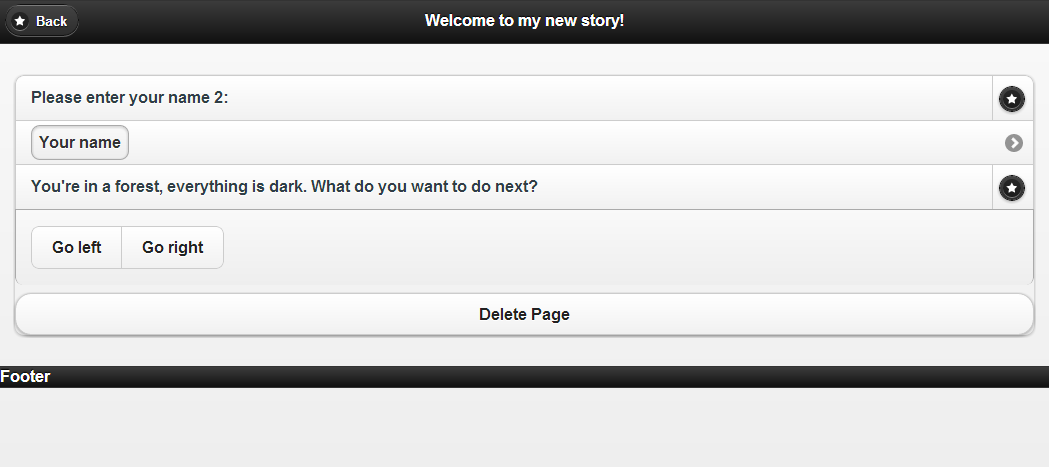 Back
Welcome to my new story!
Please enter your name 2:
Your name
You're in a forest, everything is dark. What do you want to do next?
Go left
Go right
Delete Page
Footer